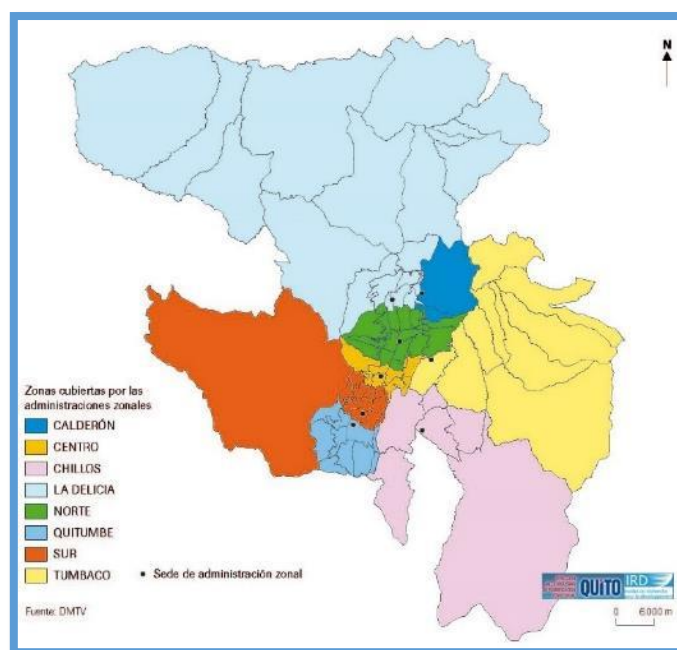 N
Zonas cubiertas por las
administraciones zonales
CALDERÓN
CENTRO
CHILLOS
LA DELICIA
NORTE
QUITUMBE
SUR
TUMBACO
• Sede de administración zonal
Fuente: DMTV
QUITO
IRD
0 6.000 m